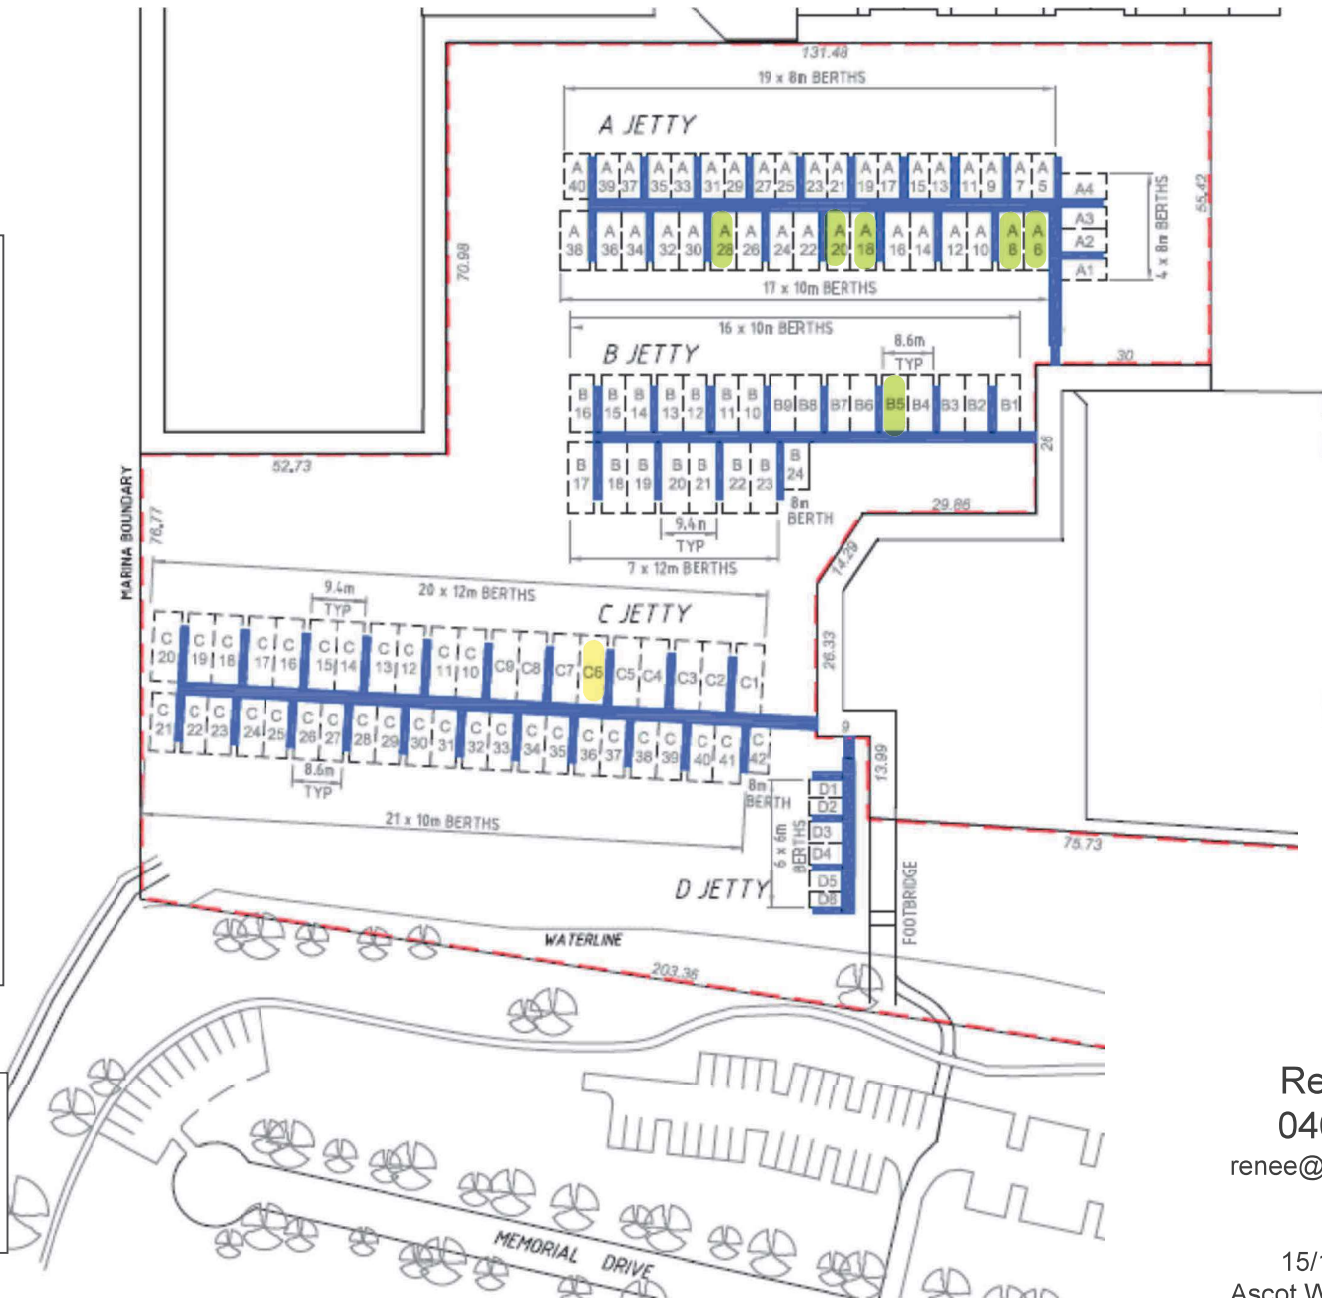 131.48
19 x 8m BERTHS
A JETTY
A 40 A 39 A 37 A 35 A 33 A 31 A 29 A 27 A 25 A 23 A 21 A 19 A 17 A 15 A 13 A 11 A 9 A 7 A 5
A4
A3
A2
A1
4 x 8m BERTHS
55.42
A 38 A 36 A 34 A 32 A 30 A 28 A 26 A 24 A 22 A 20 A 18 A 16 A 14 A 12 A 10 A 8 A 6
70.98
17 x 10m BERTHS
16 x 10m BERTHS
B JETTY
8.6m
TYP
30
B 16 B 15 B 14 B 13 B 12 B 11 B 10 B9 B8 B7 B6 B5 B4 B3 B2 B1
26
B 17 B 18 B 19 B 20 B 21 B 22 B 23 B 24
8m
BERTH
52.73
29.86
9.4m
TYP
7 x 12m BERTHS
14.29
MARINA BOUNDARY
76.77
20 x 12m BERTHS
9.4m
TYP
C JETTY
26.33
C 20 C 19 C 18 C 17 C 16 C 15 C 14 C 13 C 12 C 11 C 10 C9 C8 C7 C6 C5 C4 C3 C2 C1
C 21 C 22 C 23 C 24 C 25 C 26 C 27 C 28 C 29 C 30 C 31 C 32 C 33 C 34 C 35 C 36 C 37 C 38 C 39 C 40 C 41 C 42
9
13.99
8.6m
TYP
8m
BERTH
21 x 10m BERTHS
6 x 6m
BERTHS
D1
D2
D3
D4
D5
D6
D JETTY
75.73
FOOTBRIDGE
WATERLINE
203.36
MEMORIAL DRIVE
Re
04
renee@
15/
Ascot W